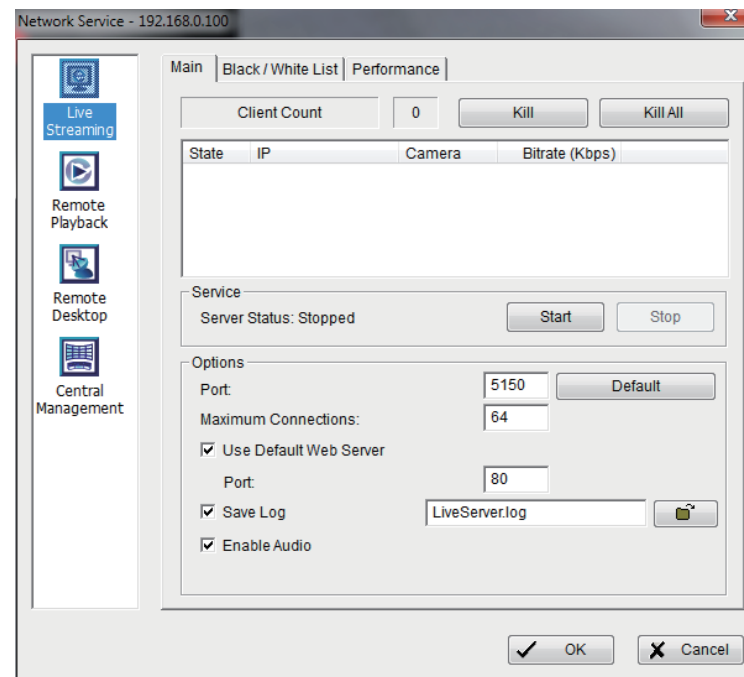 Network Service - 192.168.0.100
Live
Streaming
Remote
Playback
Remote
Desktop
Central
Management
Main Black / White List Performance
Client Count 0 Kill Kill All
State IP Camera Bitrate (Kbps)
Service
Server Status: Stopped Start Stop
Options
Port: 5150 Default
Maximum Connections: 64
Use Default Web Server
Port: 80
Save Log LiveServer.log
Enable Audio
OK Cancel